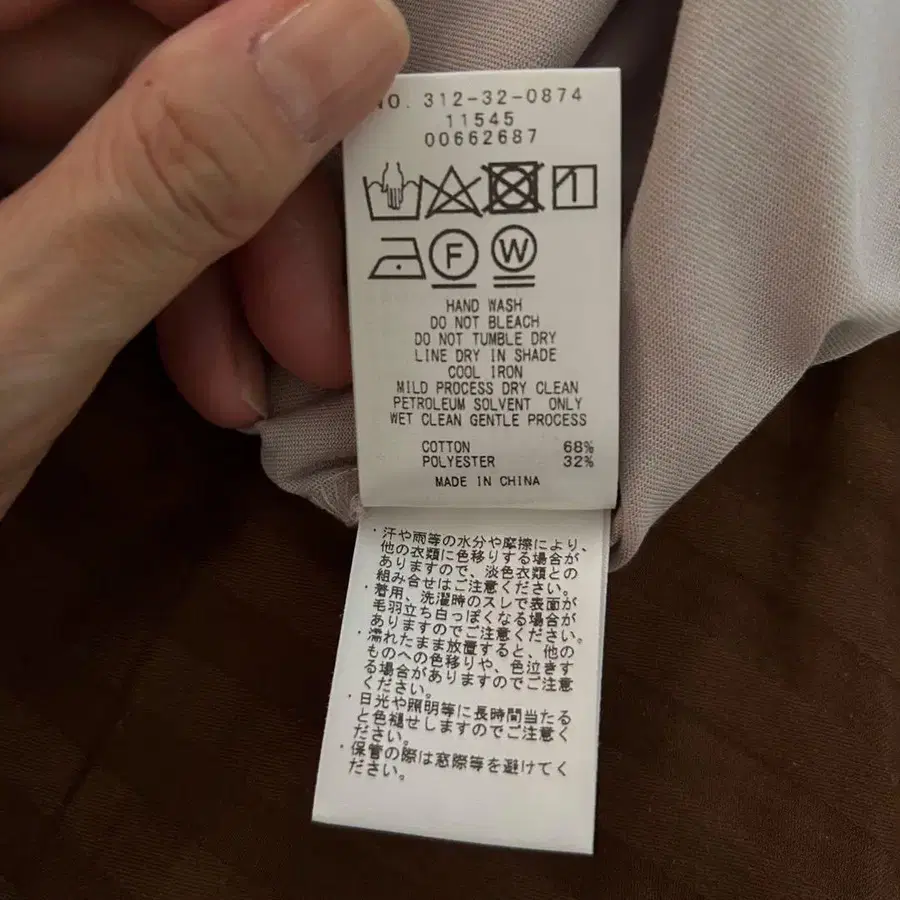 NO. 312-32-0874
11545
00662687
F W
HAND WASH
DO NOT BLEACH
DO NOT TUMBLE DRY
LINE DRY IN SHADE
COOL IRON
MILD PROCESS DRY CLEAN
PETROLEUM SOLVENT ONLY
WET CLEAN GENTLE PROCESS
COTTON 68%
POLYESTER 32%
MADE IN CHINA
・汗や雨等の水分や摩擦により、
他の衣類に色移りする場合が
ありますので、淡色衣類との
組み合せはご注意ください。
・着用、洗濯時のスレで表面が
毛羽立ち白っぽくなる場合が
ありますのでご注意ください。
・濡れたまま放置すると、他の
ものへの色移りや、色泣きす
る場合がありますのでご注意
ください。
・日光や照明等に長時間当たる
と色褪せしますのでご注意く
ださい。
・保管の際は窓際等を避けてく
ださい。